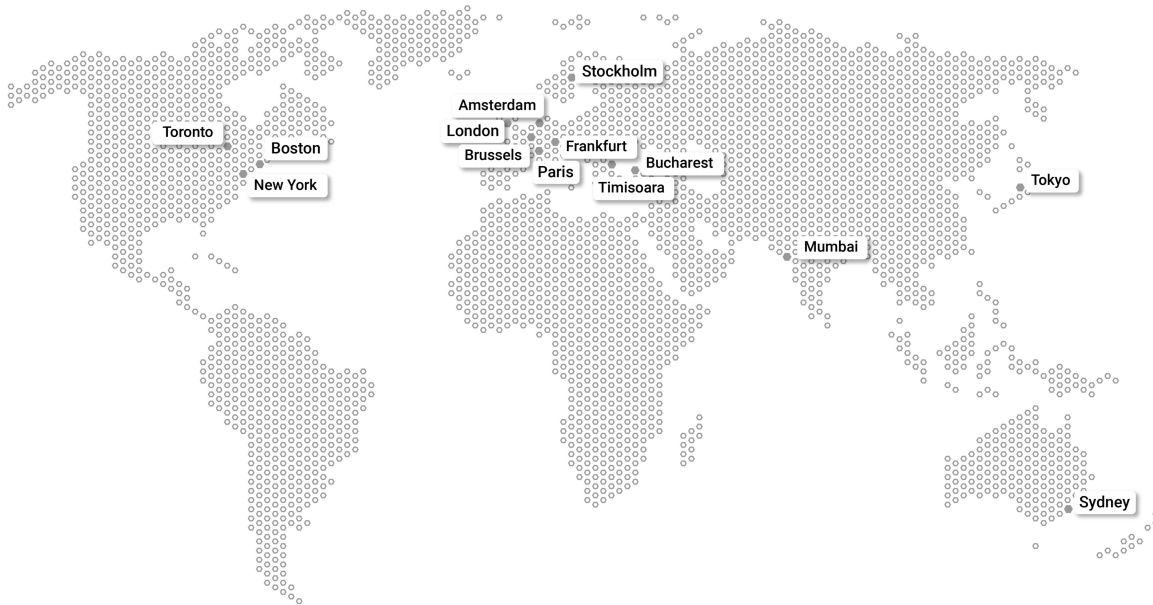 Stockholm
Amsterdam
Toronto
London
Boston
Frankfurt
Brussels
Bucharest
Paris
Tokyo
New York
Timisoara
Mumbai
Sydney